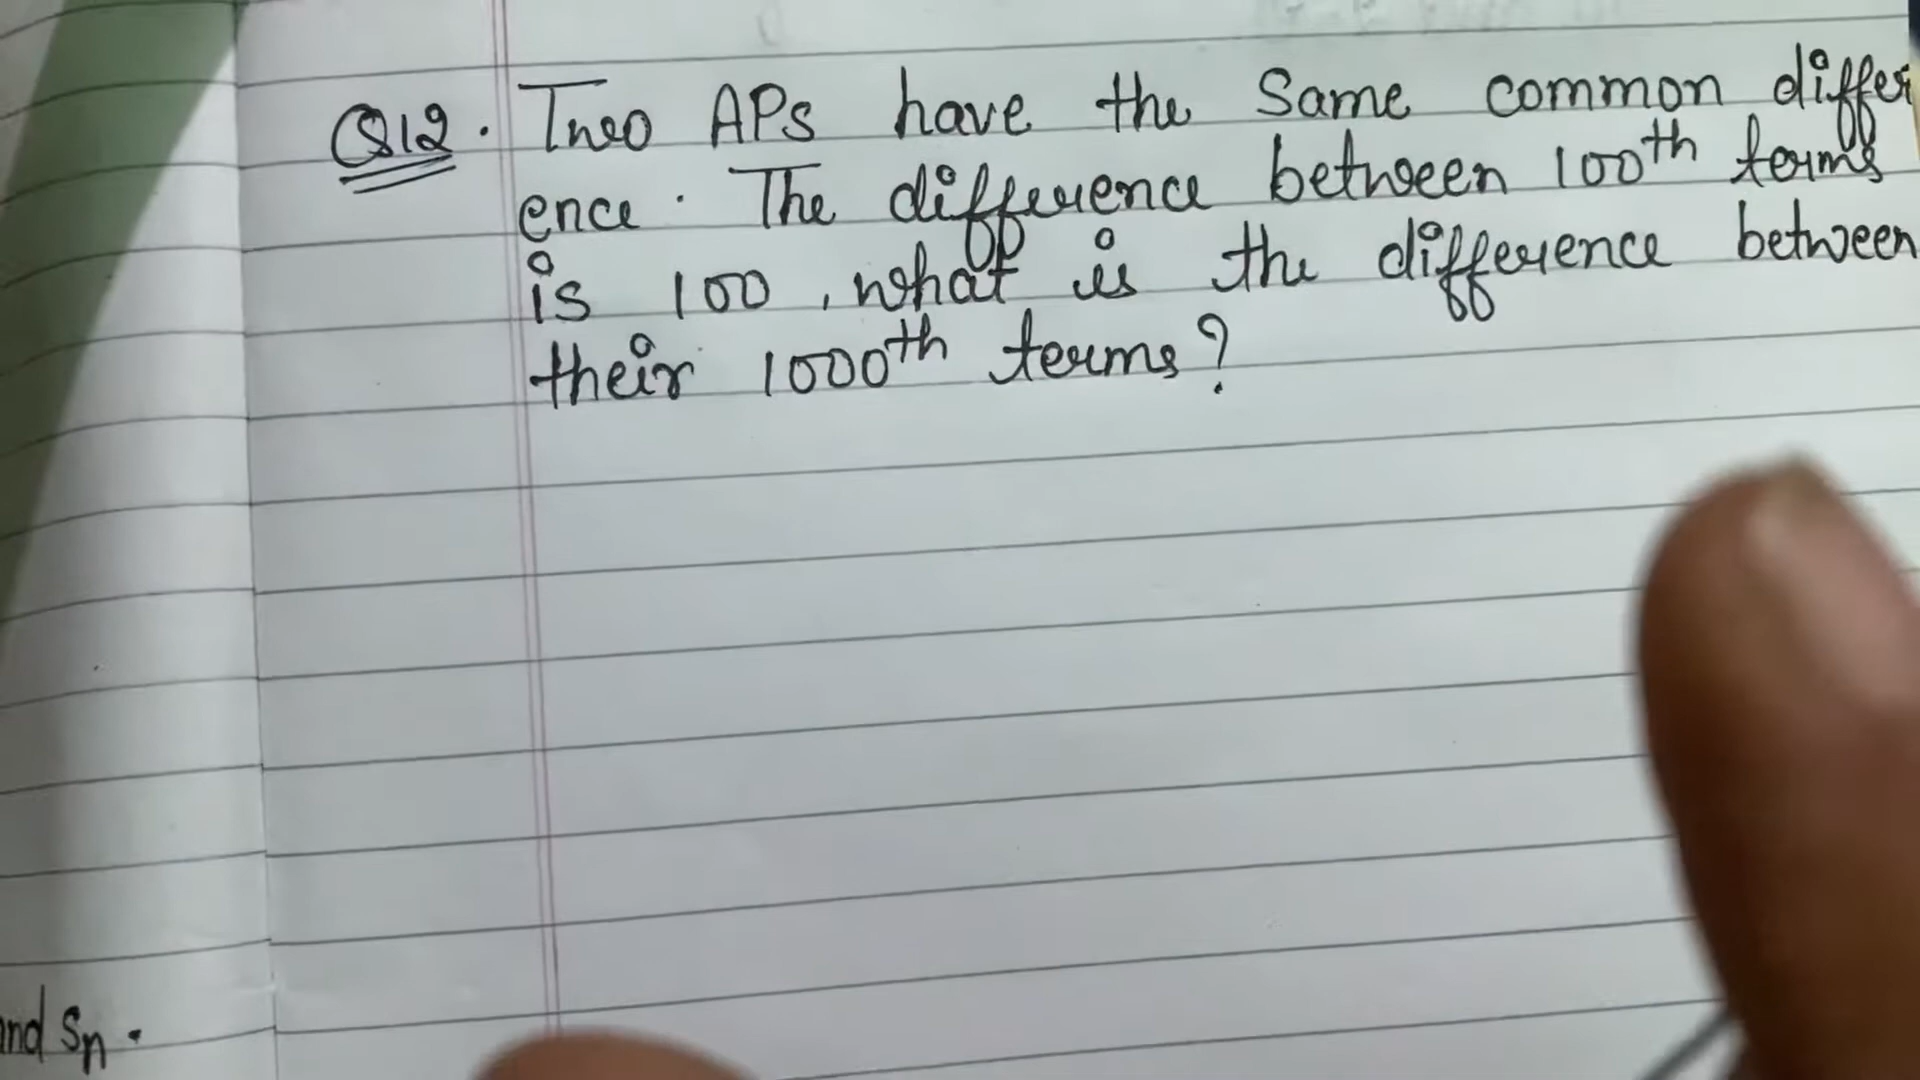 Q12. Two APs have the Same common differ
ence. The difference between 100th terms
is 100, what is the difference between
their 1000th terms?
and Sn.